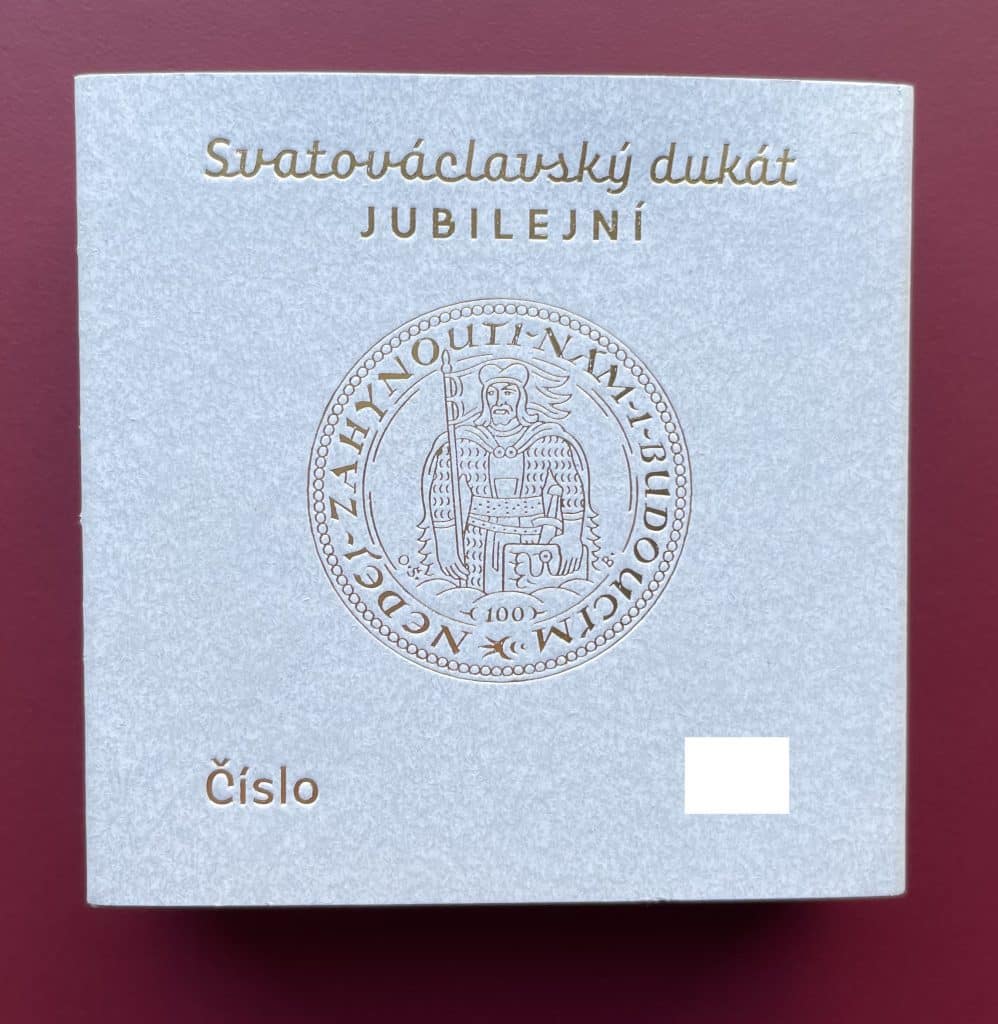 Svatováclavský dukát
JUBILEJNÍ
NEDEJ-ZAHYNOUTI-NÁM-I-BUDOUCÍM
O. Š. B.
100
Číslo